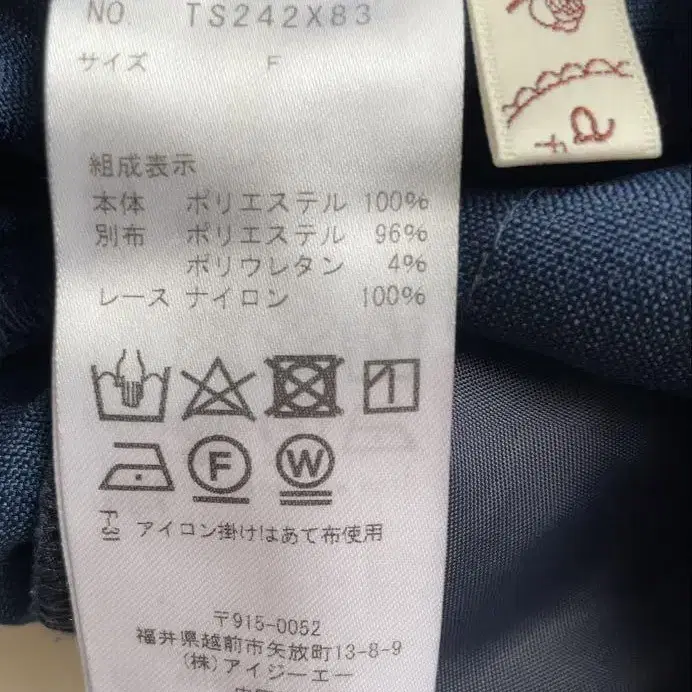 NO. TS242X83
サイズ F
組成表示
本体 ポリエステル 100%
別布 ポリエステル 96%
ポリウレタン 4%
レース ナイロン 100%
F W
アイロン掛けはあて布使用
〒915-0052
福井県越前市矢放町13-8-9
(株)アイジーエー